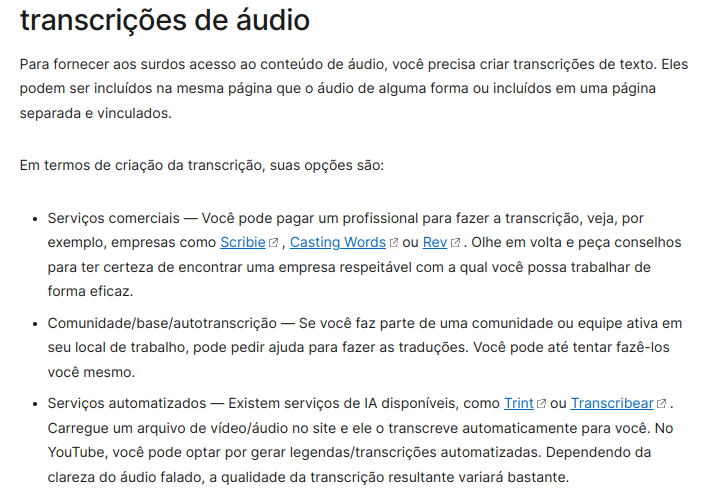 transcrições de áudio
Para fornecer aos surdos acesso ao conteúdo de áudio, você precisa criar transcrições de texto. Eles
podem ser incluídos na mesma página que o áudio de alguma forma ou incluídos em uma página
separada e vinculados.
Em termos de criação da transcrição, suas opções são:
• Serviços comerciais — Você pode pagar um profissional para fazer a transcrição, veja, por
exemplo, empresas como Scribie , Casting Words ou Rev . Olhe em volta e peça conselhos
para ter certeza de encontrar uma empresa respeitável com a qual você possa trabalhar de
forma eficaz.
• Comunidade/base/autotranscrição — Se você faz parte de uma comunidade ou equipe ativa em
seu local de trabalho, pode pedir ajuda para fazer as traduções. Você pode até tentar fazê-los
você mesmo.
• Serviços automatizados — Existem serviços de IA disponíveis, como Trint ou Transcribear .
Carregue um arquivo de vídeo/áudio no site e ele o transcreve automaticamente para você. No
YouTube, você pode optar por gerar legendas/transcrições automatizadas. Dependendo da
clareza do áudio falado, a qualidade da transcrição resultante variará bastante.